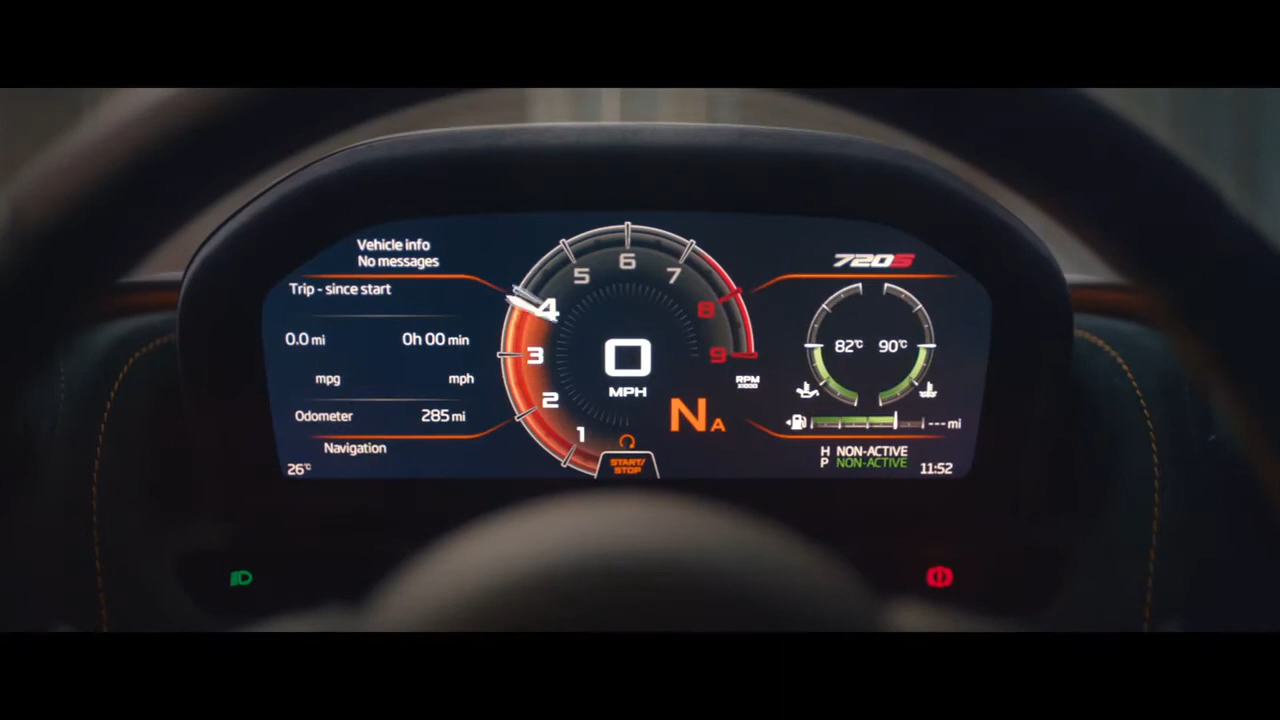 Vehicle info
No messages
Trip - since start
0.0 mi
0h 00 min
mpg
mph
Odometer
285 mi
Navigation
26°C
1
2
3
4
5
6
7
8
9
RPM
X1000
0
MPH
NA
START/
STOP
720S
82°C
90°C
--- mi
H NON-ACTIVE
P NON-ACTIVE
11:52